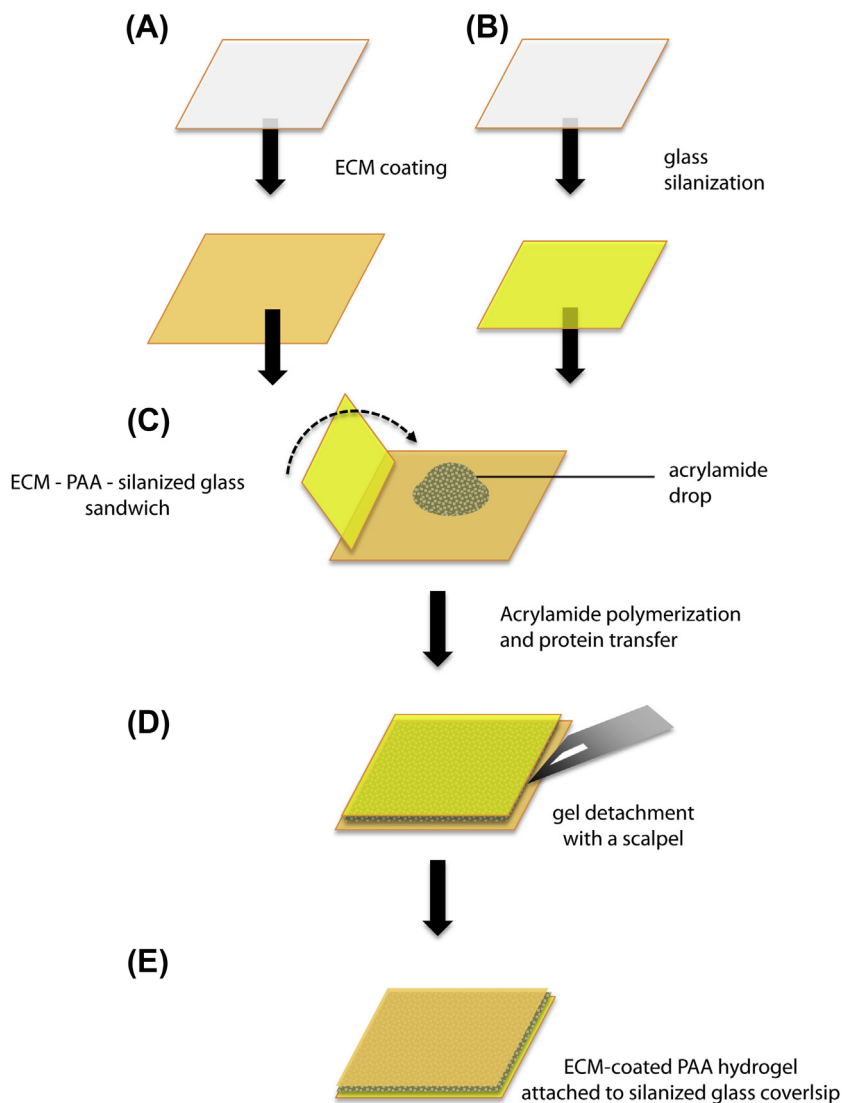 (A)
(B)
ECM coating
glass
silanization
(C)
ECM - PAA - silanized glass
sandwich
acrylamide
drop
Acrylamide polymerization
and protein transfer
(D)
gel detachment
with a scalpel
(E)
ECM-coated PAA hydrogel
attached to silanized glass coverlsip